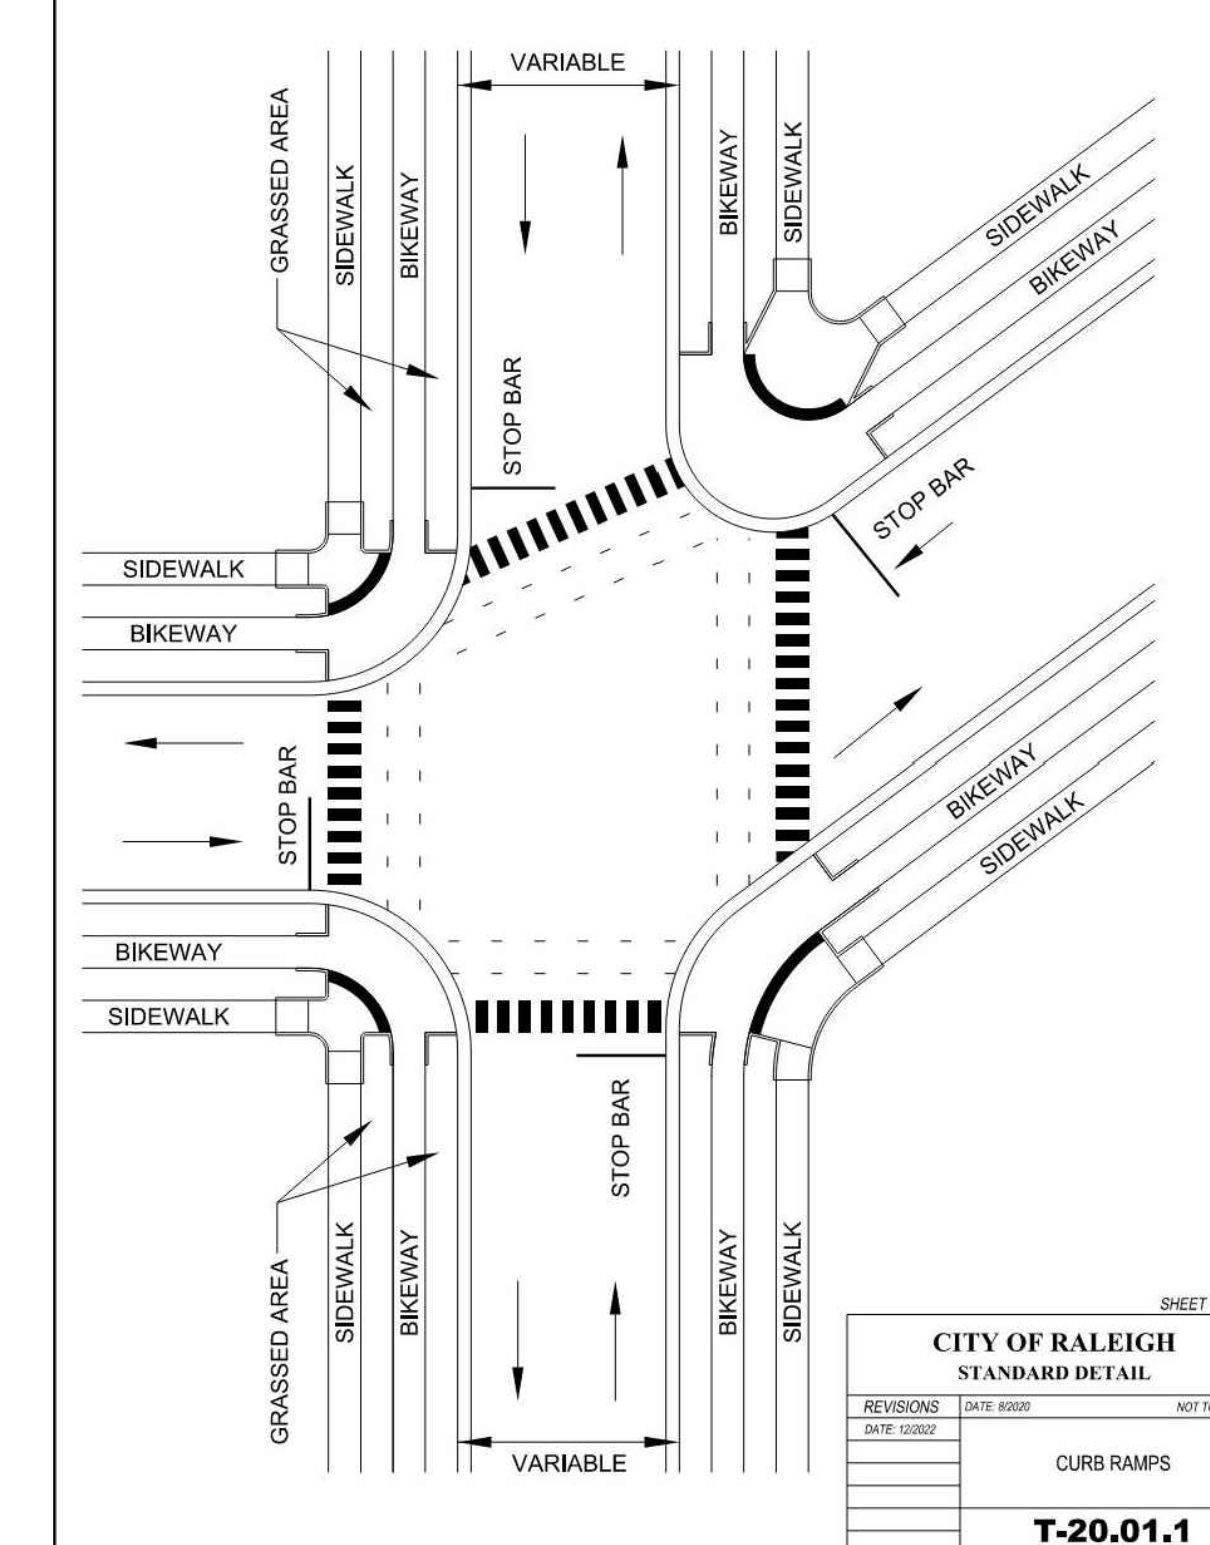 VARIABLE
GRASSED AREA
SIDEWALK
BIKEWAY
BIKEWAY
SIDEWALK
SIDEWALK
BIKEWAY
STOP BAR
STOP BAR
SIDEWALK
BIKEWAY
STOP BAR
BIKEWAY
SIDEWALK
BIKEWAY
SIDEWALK
STOP BAR
GRASSED AREA
SIDEWALK
BIKEWAY
BIKEWAY
SIDEWALK
VARIABLE
SHEET
CITY OF RALEIGH
STANDARD DETAIL
REVISIONS
DATE: 8/2020
NOT
DATE: 12/2022
CURB RAMPS
T-20.01.1